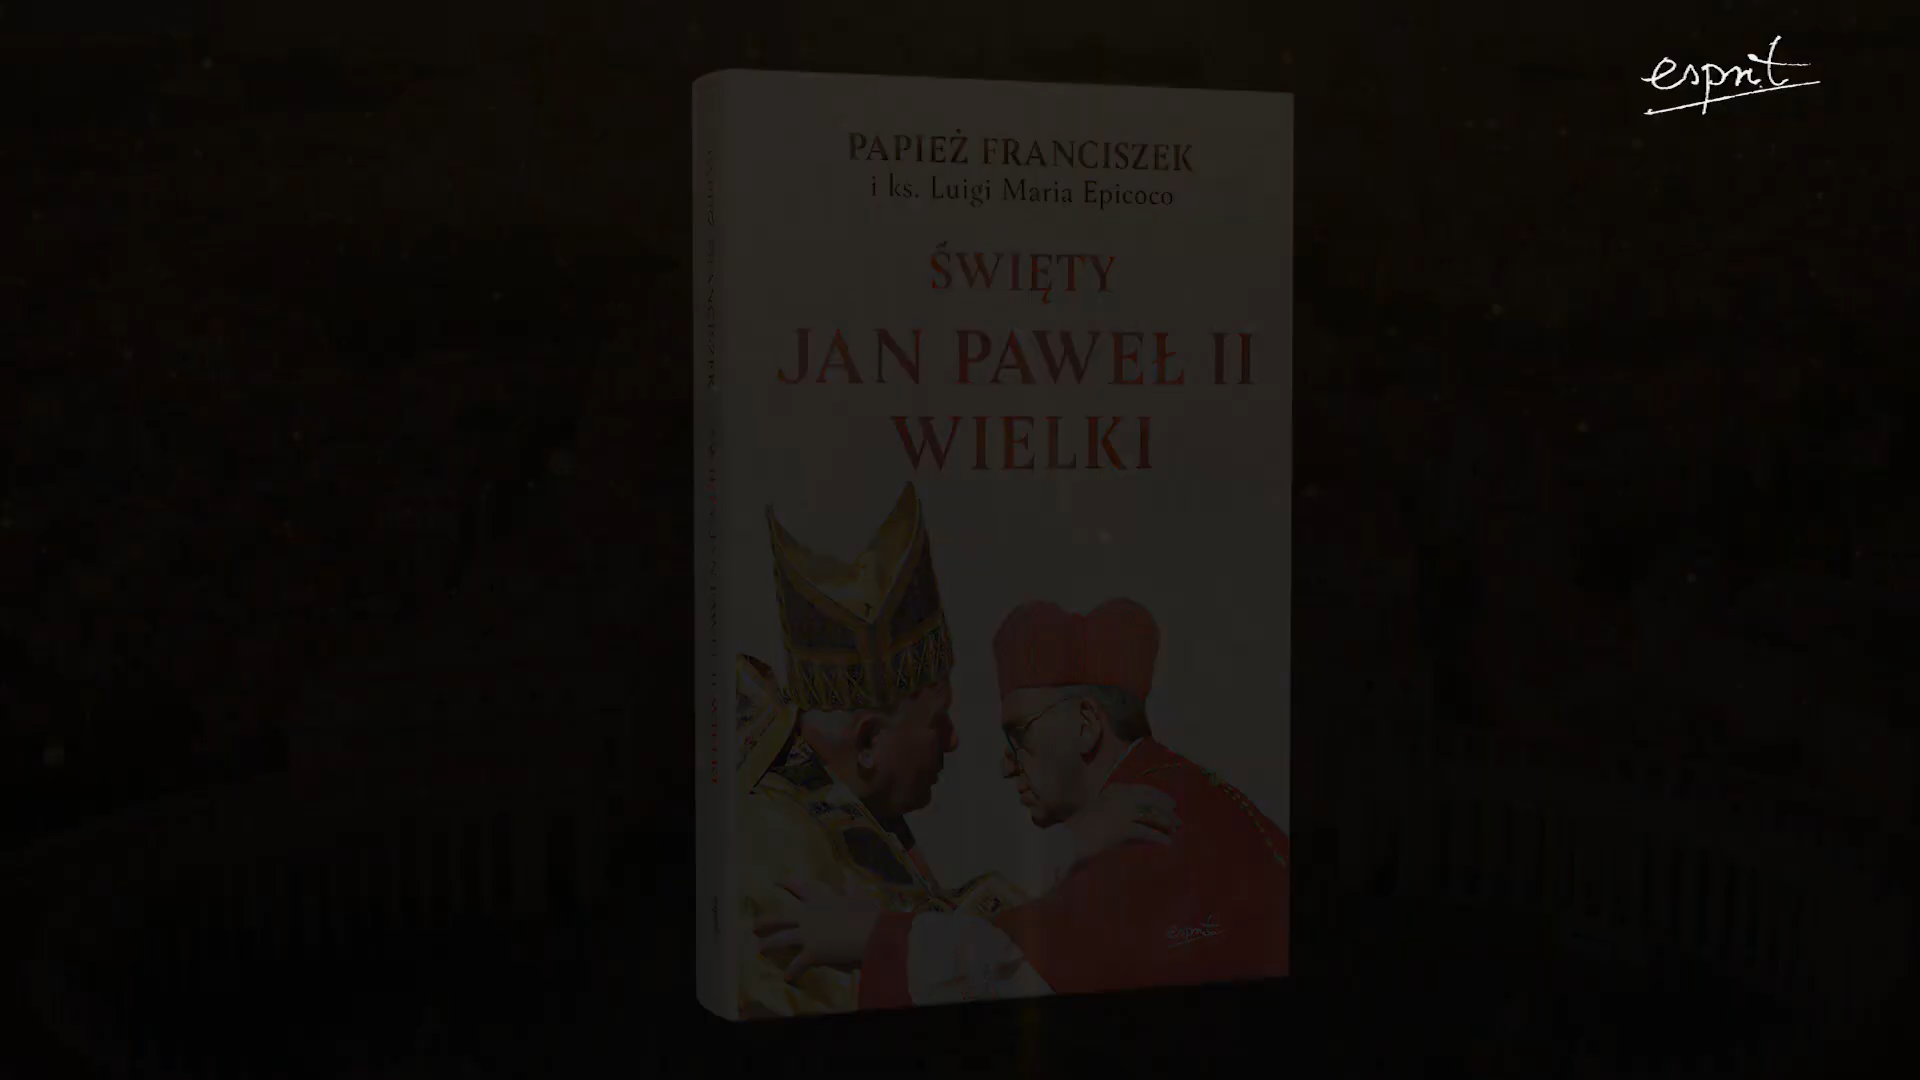 esprit
PAPIEŻ FRANCISZEK
i ks. Luigi Maria Epicoco
ŚWIĘTY
JAN PAWEŁ II
WIELKI
esprit